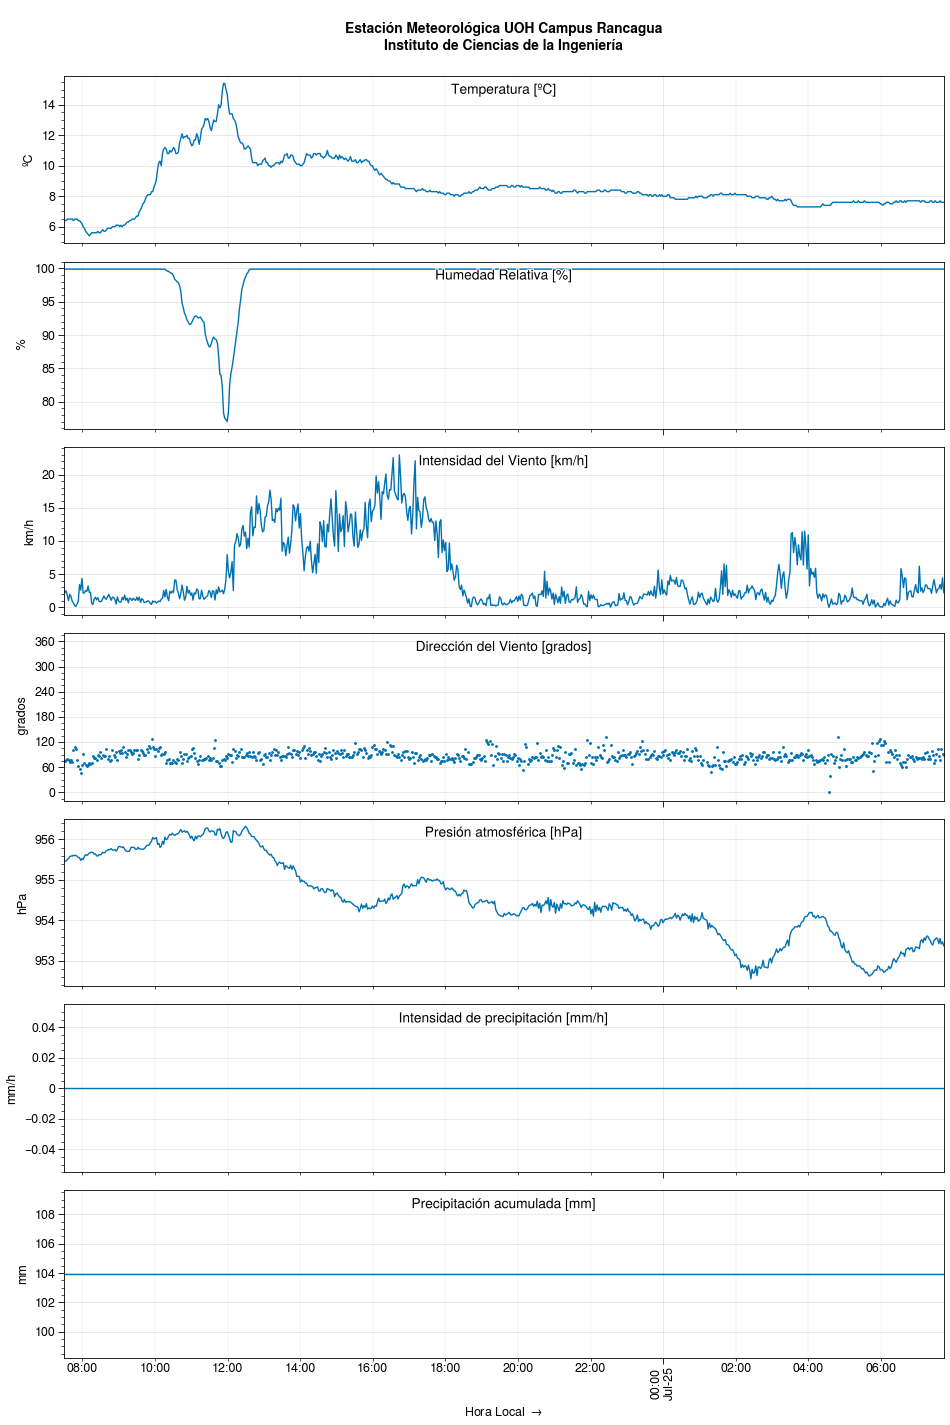 Estación Meteorológica UOH Campus Rancagua
Instituto de Ciencias de la Ingeniería
Temperatura [ºC]
ºC
14
12
10
8
6
Humedad Relativa [%]
%
100
95
90
85
80
Intensidad del Viento [km/h]
km/h
20
15
10
5
0
Dirección del Viento [grados]
grados
360
300
240
180
120
60
0
Presión atmosférica [hPa]
hPa
956
955
954
953
Intensidad de precipitación [mm/h]
mm/h
0.04
0.02
0
−0.02
−0.04
Precipitación acumulada [mm]
mm
108
106
104
102
100
08:00 10:00 12:00 14:00 16:00 18:00 20:00 22:00 00:00 02:00 04:00 06:00
Jul-25
Hora Local →